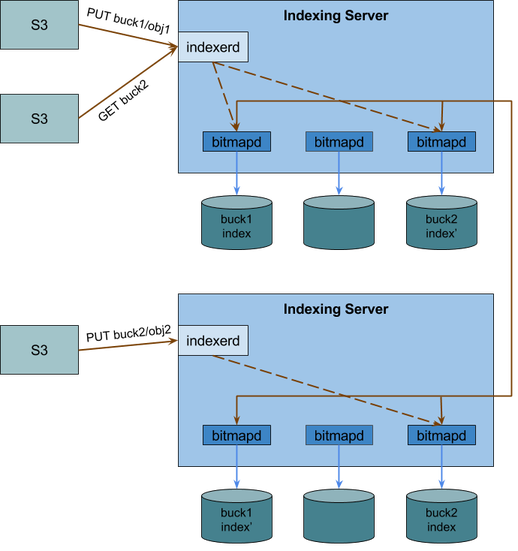 S3
PUT buck1/obj1
Indexing Server
indexerd
S3
GET buck2
bitmapd
bitmapd
bitmapd
buck1
index
buck2
index'
Indexing Server
S3
PUT buck2/obj2
indexerd
bitmapd
bitmapd
bitmapd
buck1
index'
buck2
index